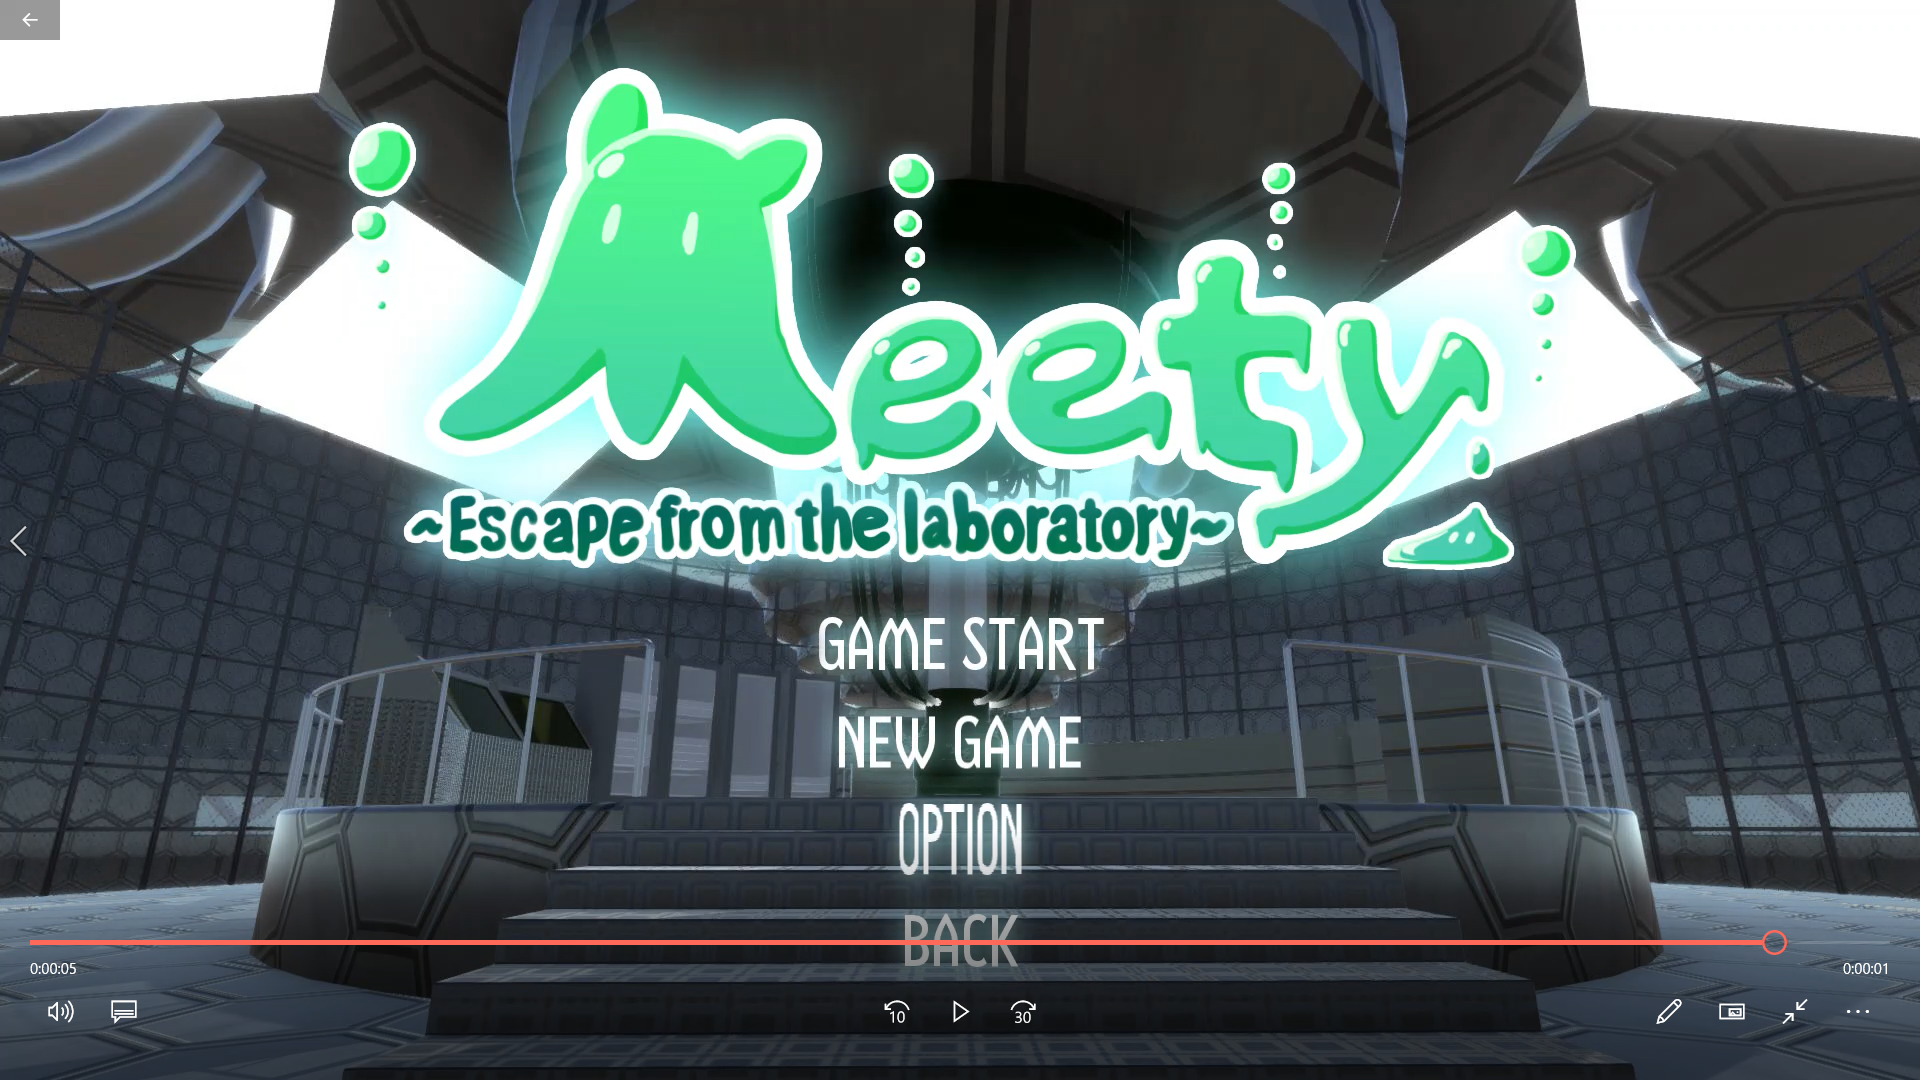 Meety
~Escape from the laboratory~
GAME START
NEW GAME
OPTION
BACK
0:00:05
0:00:01
10
30